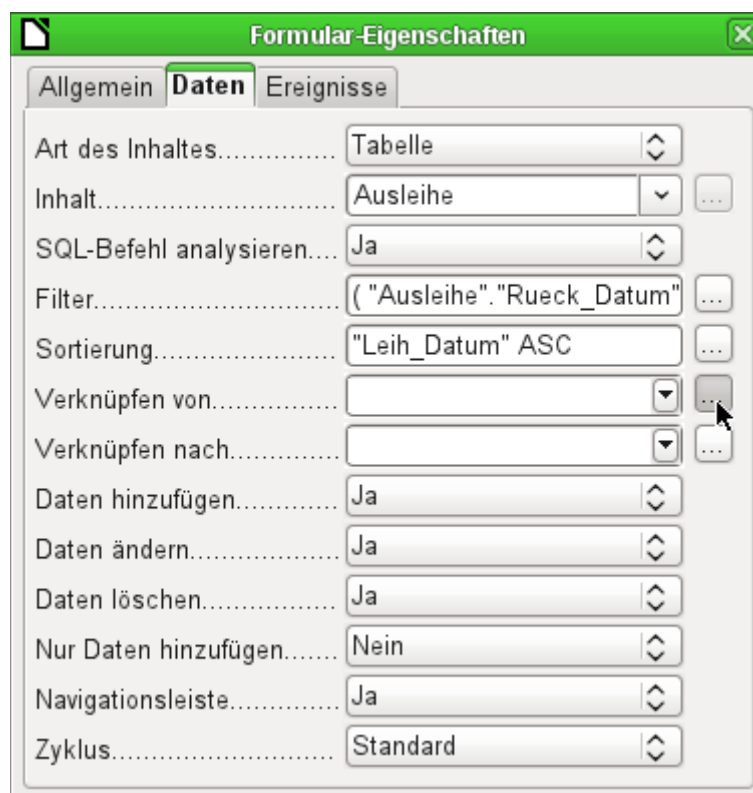 Formular-Eigenschaften
Allgemein Daten Ereignisse
Art des Inhaltes............... Tabelle
Inhalt........................... Ausleihe ...
SQL-Befehl analysieren.... Ja
Filter............................ ( "Ausleihe"."Rueck_Datum" ...
Sortierung...................... "Leih_Datum" ASC ...
Verknüpfen von............... ...
Verknüpfen nach............. ...
Daten hinzufügen............ Ja
Daten ändern.................. Ja
Daten löschen................. Ja
Nur Daten hinzufügen....... Nein
Navigationsleiste............. Ja
Zyklus........................... Standard